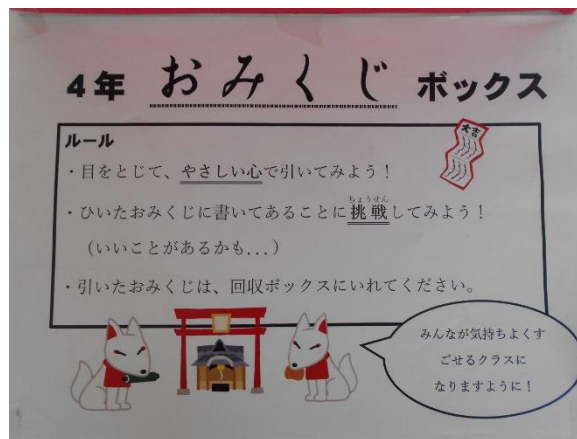 4年 おみくじ ボックス
ルール
大吉
・目をとじて、やさしい心で引いてみよう！
ちょうせん
・ひいたおみくじに書いてあることに挑戦してみよう！
（いいことがあるかも...）
・引いたおみくじは、回収ボックスにいれてください。
みんなが気持ちよくす
ごせるクラスに
なりますように！